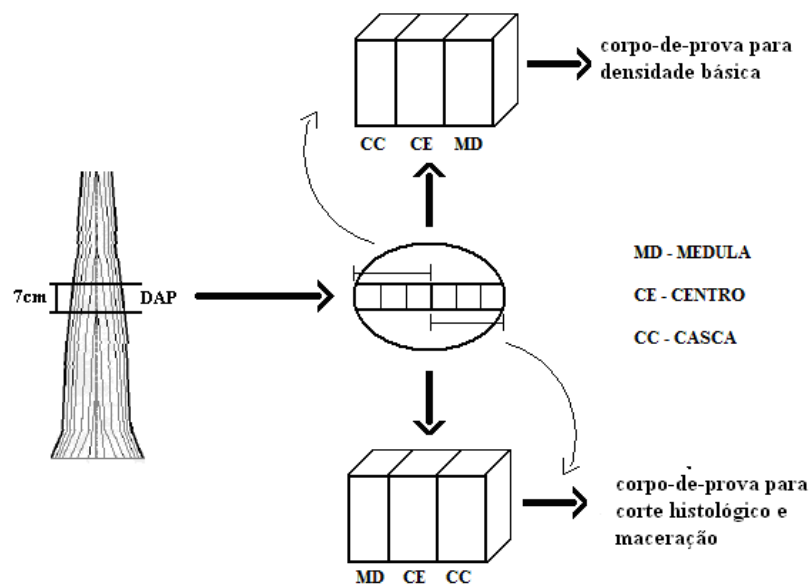 corpo-de-prova para
densidade básica
CC CE MD
7cm
DAP
MD - MEDULA
CE - CENTRO
CC - CASCA
corpo-de-prova para
corte histológico e
maceração
MD CE CC